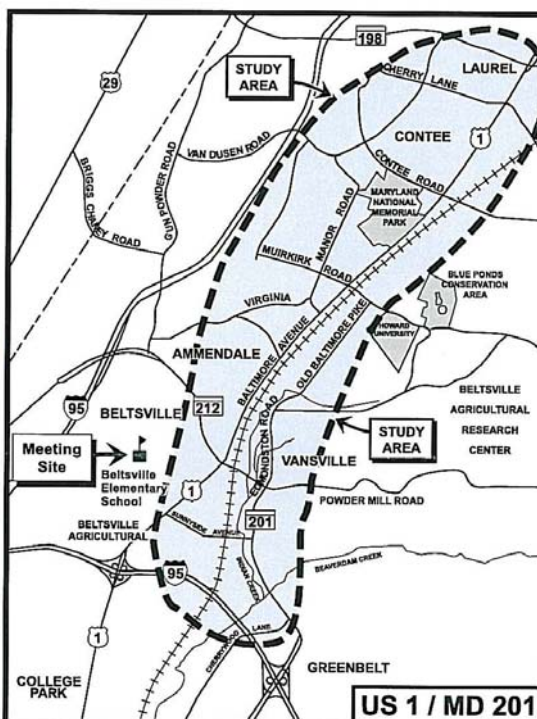 198
LAUREL
STUDY
AREA
CHERRY LANE
29
1
CONTEE
VAN DUSEN ROAD
GUN POWDER ROAD
BRIGGS CHANEY ROAD
CONTEE ROAD
MARYLAND
NATIONAL
MEMORIAL
PARK
MANOR ROAD
MUIRKIRK ROAD
BLUE PONDS
CONSERVATION
AREA
VIRGINIA
HOWARD
UNIVERSITY
BALTIMORE AVENUE
OLD BALTIMORE PIKE
AMMENDALE
95
BELTSVILLE
212
BELTSVILLE
AGRICULTURAL
RESEARCH
CENTER
STUDY
AREA
Meeting
Site
Beltsville
Elementary
School
EDMONSTON ROAD
VANSVILLE
1
POWDER MILL ROAD
BELTSVILLE
AGRICULTURAL
SUNNYSIDE AVENUE
201
95
INDIAN CREEK
BEAVERDAM CREEK
1
CHERRYWOOD LANE
GREENBELT
COLLEGE
PARK
US 1 / MD 201